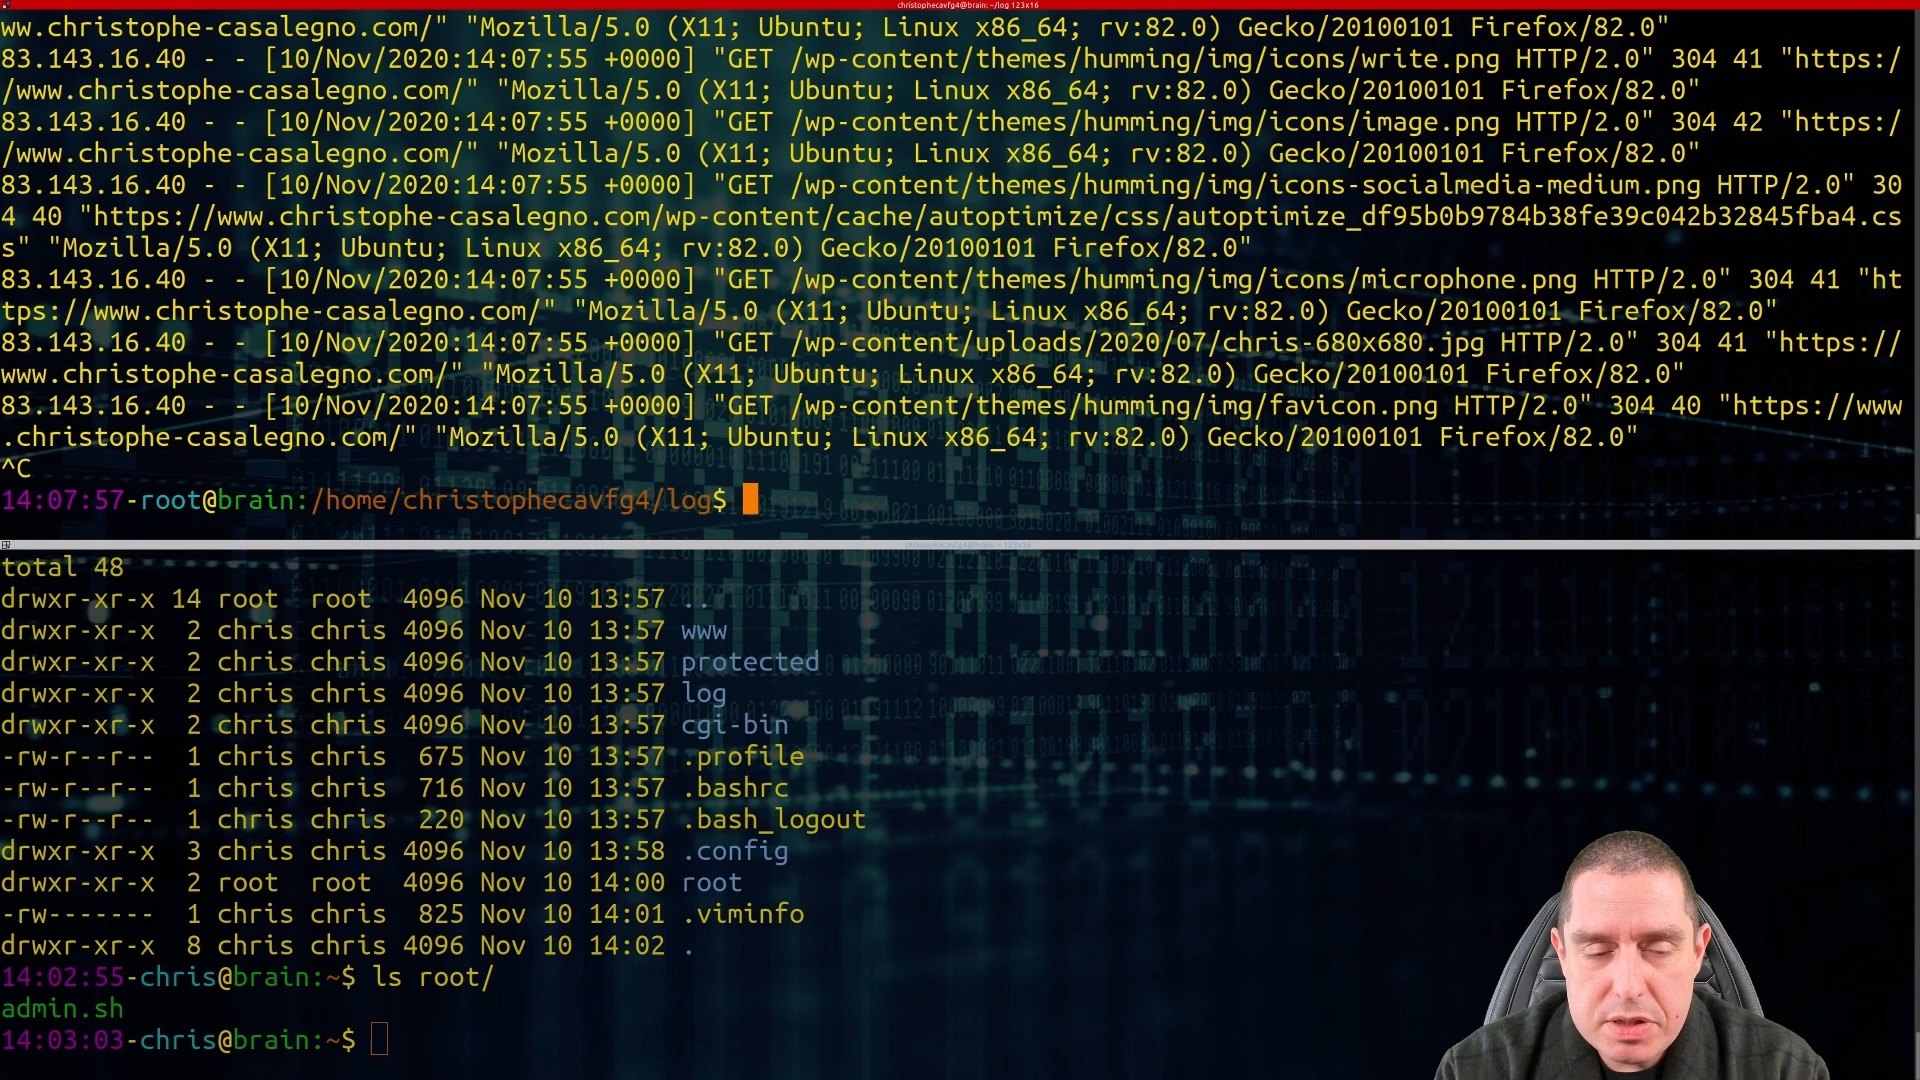 christophecavfg4@brain: ~/log 123x16
ww.christophe-casalegno.com/" "Mozilla/5.0 (X11; Ubuntu; Linux x86_64; rv:82.0) Gecko/20100101 Firefox/82.0"
83.143.16.40 - - [10/Nov/2020:14:07:55 +0000] "GET /wp-content/themes/humming/img/icons/write.png HTTP/2.0" 304 41 "https:/
/www.christophe-casalegno.com/" "Mozilla/5.0 (X11; Ubuntu; Linux x86_64; rv:82.0) Gecko/20100101 Firefox/82.0"
83.143.16.40 - - [10/Nov/2020:14:07:55 +0000] "GET /wp-content/themes/humming/img/icons/image.png HTTP/2.0" 304 42 "https:/
/www.christophe-casalegno.com/" "Mozilla/5.0 (X11; Ubuntu; Linux x86_64; rv:82.0) Gecko/20100101 Firefox/82.0"
83.143.16.40 - - [10/Nov/2020:14:07:55 +0000] "GET /wp-content/themes/humming/img/icons-socialmedia-medium.png HTTP/2.0" 30
4 40 "https://www.christophe-casalegno.com/wp-content/cache/autoptimize/css/autoptimize_df95b0b9784b38fe39c042b32845fba4.cs
s" "Mozilla/5.0 (X11; Ubuntu; Linux x86_64; rv:82.0) Gecko/20100101 Firefox/82.0"
83.143.16.40 - - [10/Nov/2020:14:07:55 +0000] "GET /wp-content/themes/humming/img/icons/microphone.png HTTP/2.0" 304 41 "ht
tps://www.christophe-casalegno.com/" "Mozilla/5.0 (X11; Ubuntu; Linux x86_64; rv:82.0) Gecko/20100101 Firefox/82.0"
83.143.16.40 - - [10/Nov/2020:14:07:55 +0000] "GET /wp-content/uploads/2020/07/chris-680x680.jpg HTTP/2.0" 304 41 "https://
www.christophe-casalegno.com/" "Mozilla/5.0 (X11; Ubuntu; Linux x86_64; rv:82.0) Gecko/20100101 Firefox/82.0"
83.143.16.40 - - [10/Nov/2020:14:07:55 +0000] "GET /wp-content/themes/humming/img/favicon.png HTTP/2.0" 304 40 "https://www
.christophe-casalegno.com/" "Mozilla/5.0 (X11; Ubuntu; Linux x86_64; rv:82.0) Gecko/20100101 Firefox/82.0"
^C
14:07:57-root@brain:/home/christophecavfg4/log$
christophecavfg4@brain: ~ 123x16
total 48
drwxr-xr-x 14 root  root  4096 Nov 10 13:57 ..
drwxr-xr-x  2 chris chris 4096 Nov 10 13:57 www
drwxr-xr-x  2 chris chris 4096 Nov 10 13:57 protected
drwxr-xr-x  2 chris chris 4096 Nov 10 13:57 log
drwxr-xr-x  2 chris chris 4096 Nov 10 13:57 cgi-bin
-rw-r--r--  1 chris chris  675 Nov 10 13:57 .profile
-rw-r--r--  1 chris chris  716 Nov 10 13:57 .bashrc
-rw-r--r--  1 chris chris  220 Nov 10 13:57 .bash_logout
drwxr-xr-x  3 chris chris 4096 Nov 10 13:58 .config
drwxr-xr-x  2 root  root  4096 Nov 10 14:00 root
-rw-------  1 chris chris  825 Nov 10 14:01 .viminfo
drwxr-xr-x  8 chris chris 4096 Nov 10 14:02 .
14:02:55-chris@brain:~$ ls root/
admin.sh
14:03:03-chris@brain:~$